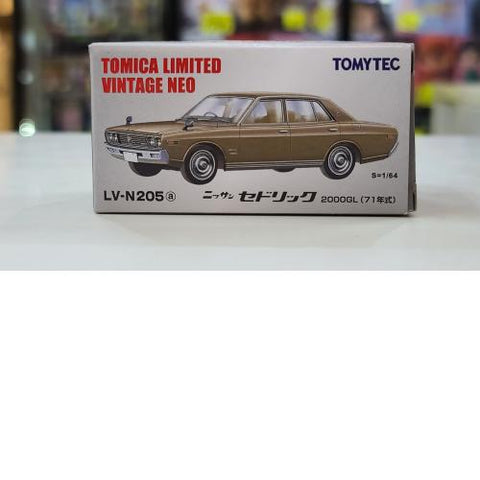 TOMICA LIMITED
VINTAGE NEO
TOMYTEC
S=1/64
LV-N205ⓐ ニッサン セドリック 2000GL (71年式)